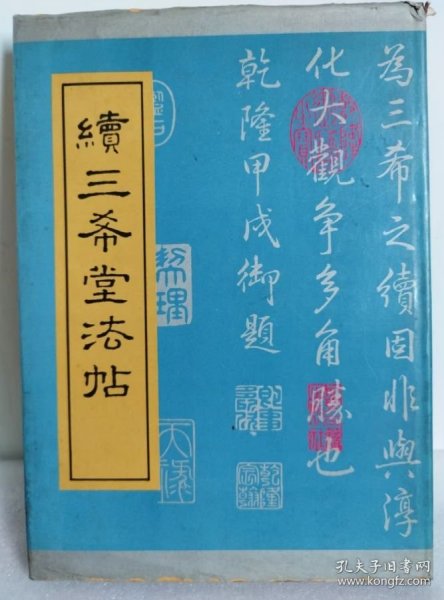 為三希之續因非與淳
化大觀争多角勝也
乾隆甲戌御題
續三希堂法帖
孔夫子旧书网
www.kongfz.com